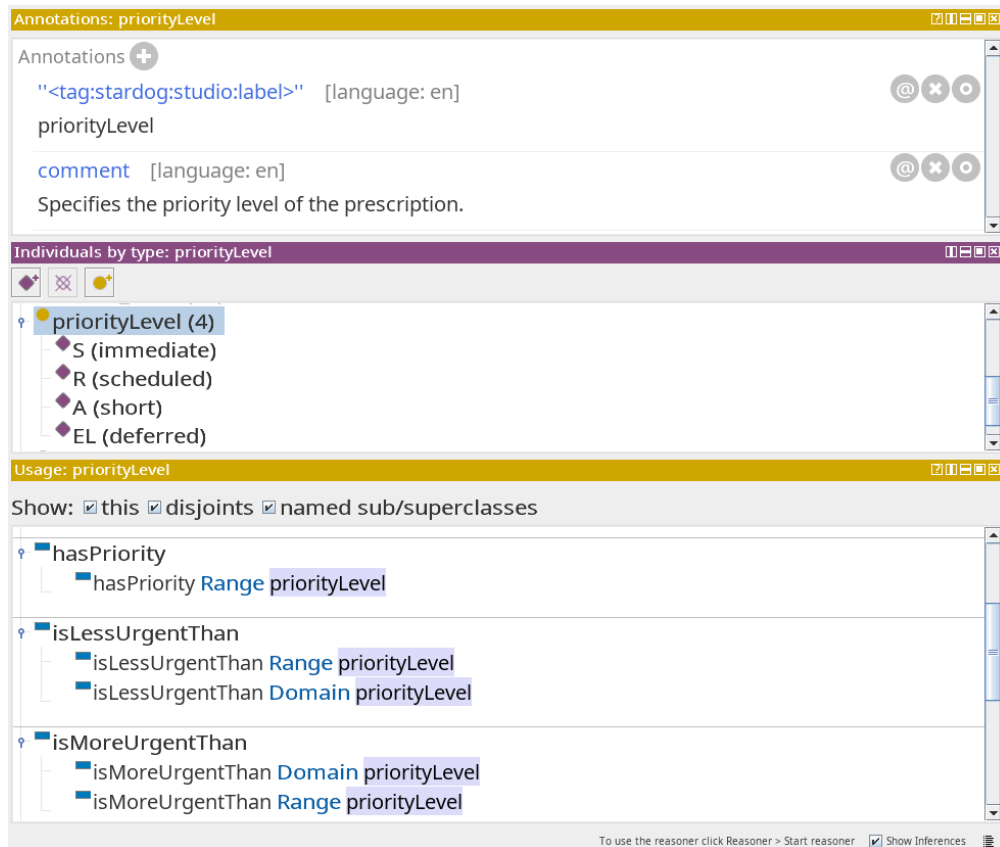 Annotations: priorityLevel
Annotations
''<tag:stardog:studio:label>'' [language: en]
priorityLevel
comment [language: en]
Specifies the priority level of the prescription.
Individuals by type: priorityLevel
priorityLevel (4)
S (immediate)
R (scheduled)
A (short)
EL (deferred)
Usage: priorityLevel
Show: this disjoints named sub/superclasses
hasPriority
hasPriority Range priorityLevel
isLessUrgentThan
isLessUrgentThan Range priorityLevel
isLessUrgentThan Domain priorityLevel
isMoreUrgentThan
isMoreUrgentThan Domain priorityLevel
isMoreUrgentThan Range priorityLevel
To use the reasoner click Reasoner > Start reasoner Show Inferences